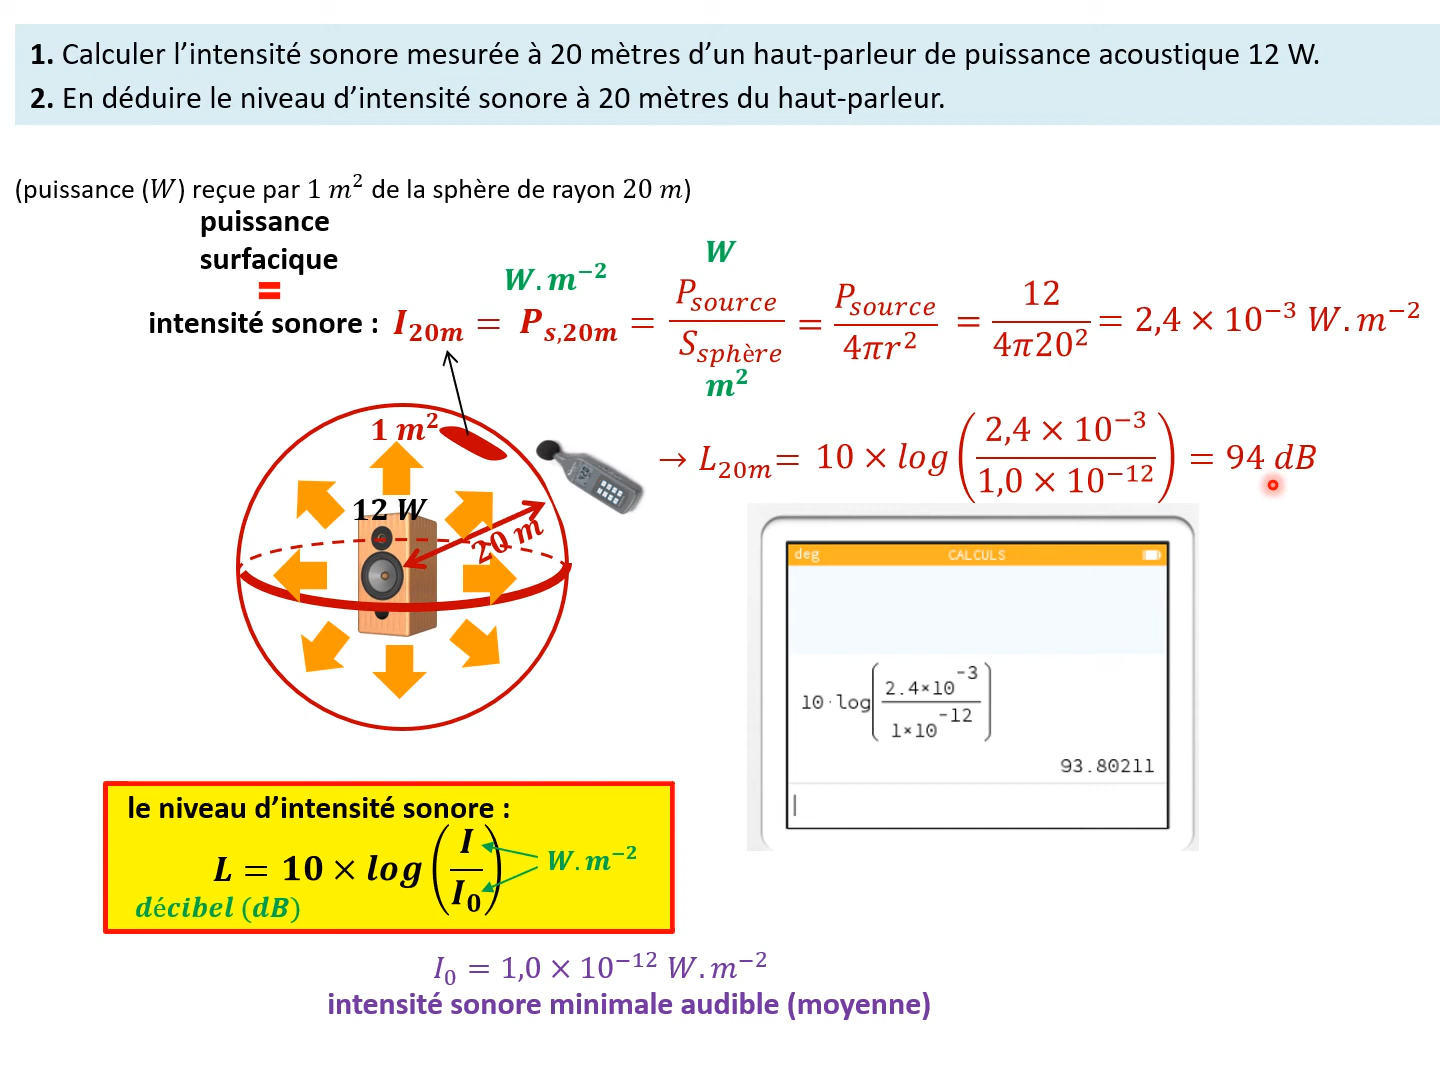 1. Calculer l’intensité sonore mesurée à 20 mètres d’un haut-parleur de puissance acoustique 12 W.
2. En déduire le niveau d’intensité sonore à 20 mètres du haut-parleur.
(puissance (W) reçue par 1 m² de la sphère de rayon 20 m)
puissance
surfacique
=
W
W.m⁻²
intensité sonore : I₂₀ₘ = Pₛ,₂₀ₘ = P_source / S_sphère = P_source / 4πr² = 12 / 4π20² = 2,4 × 10⁻³ W.m⁻²
m²
1 m²
→ L₂₀ₘ = 10 × log (2,4 × 10⁻³ / 1,0 × 10⁻¹²) = 94 dB
12 W
20 m
deg CALCULS
10·log(2.4×10⁻³ / 1×10⁻¹²)
93.80211
le niveau d’intensité sonore :
L = 10 × log (I / I₀) W.m⁻²
décibel (dB)
I₀ = 1,0 × 10⁻¹² W.m⁻²
intensité sonore minimale audible (moyenne)